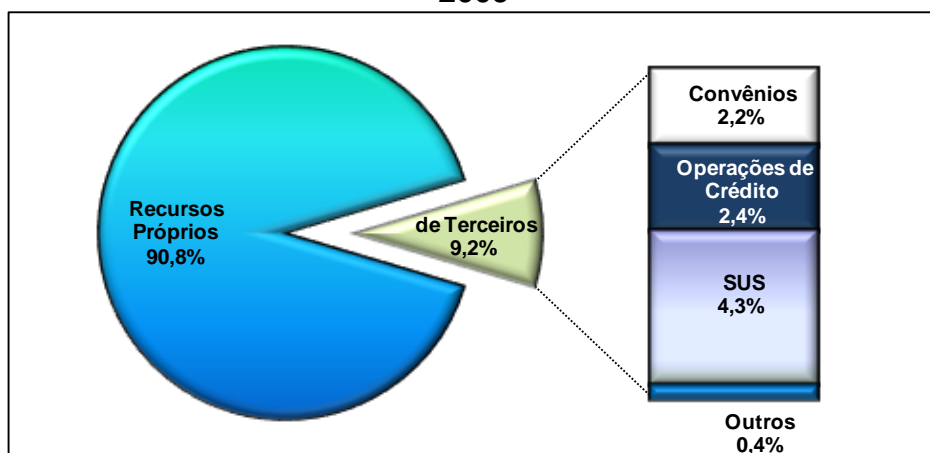 Recursos
Próprios
90,8%
de Terceiros
9,2%
Convênios
2,2%
Operações de
Crédito
2,4%
SUS
4,3%
Outros
0,4%